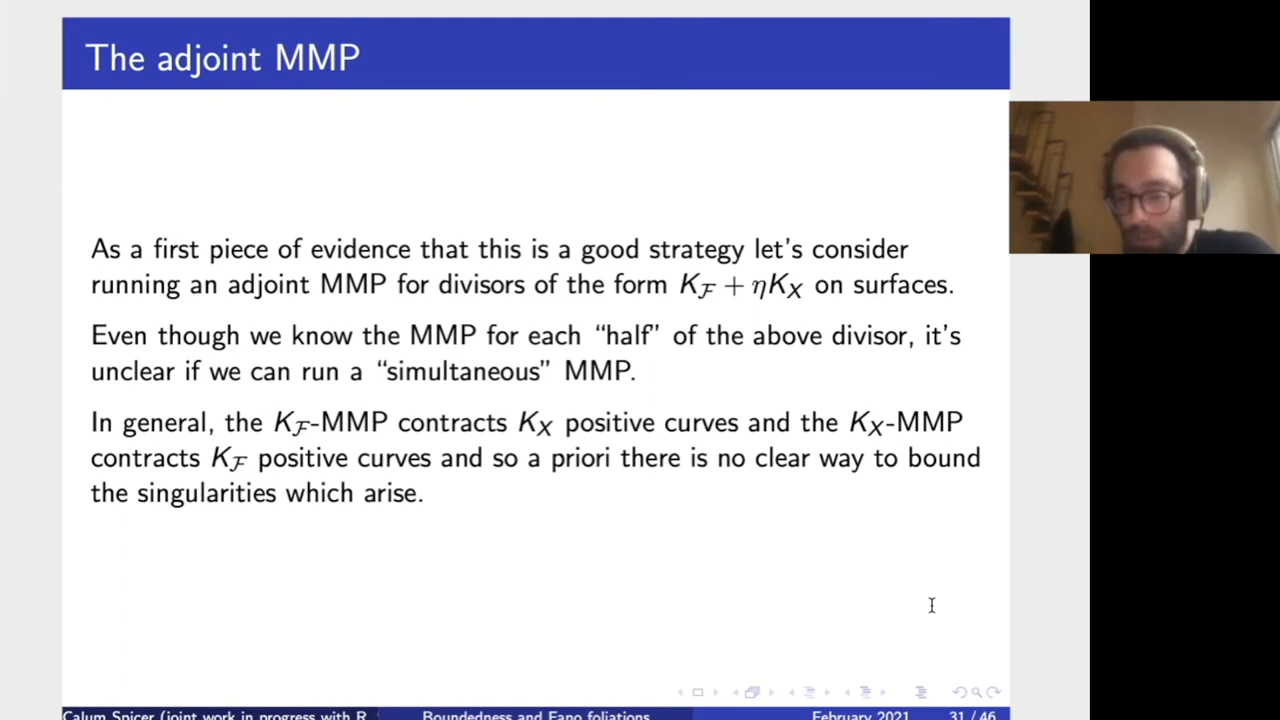 The adjoint MMP
As a first piece of evidence that this is a good strategy let's consider
running an adjoint MMP for divisors of the form K_ℱ + ηK_X on surfaces.
Even though we know the MMP for each “half” of the above divisor, it's
unclear if we can run a “simultaneous” MMP.
In general, the K_ℱ-MMP contracts K_X positive curves and the K_X-MMP
contracts K_ℱ positive curves and so a priori there is no clear way to bound
the singularities which arise.
Calum Spicer (joint work in progress with R.
Boundedness and Fano foliations
February 2021
31 / 46